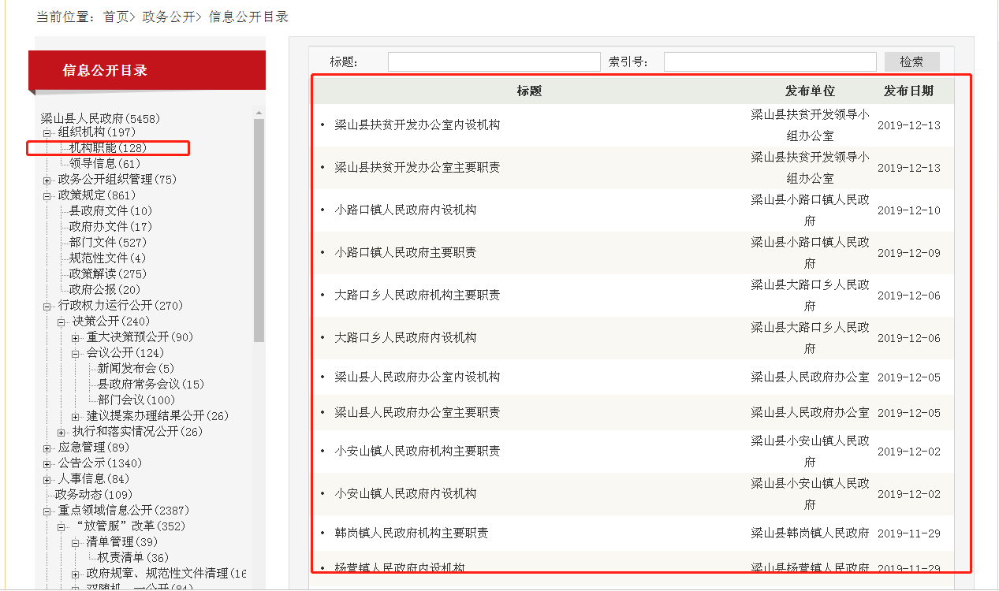 当前位置：首页> 政务公开> 信息公开目录
信息公开目录
梁山县人民政府(5458)
组织机构(197)
机构职能(128)
领导信息(61)
政务公开组织管理(75)
政策规定(861)
县政府文件(10)
政府办文件(17)
部门文件(527)
规范性文件(4)
政策解读(275)
政府公报(20)
行政权力运行公开(270)
决策公开(240)
重大决策预公开(90)
会议公开(124)
新闻发布会(5)
县政府常务会议(15)
部门会议(100)
建议提案办理结果公开(26)
执行和落实情况公开(26)
应急管理(89)
公告公示(1340)
人事信息(84)
政务动态(109)
重点领域信息公开(2387)
“放管服”改革(352)
清单管理(39)
权责清单(36)
政府规章、规范性文件清理(16
双随机、一公开(84)
标题： 索引号： 检索
标题 发布单位 发布日期
• 梁山县扶贫开发办公室内设机构 梁山县扶贫开发领导小 2019-12-13
组办公室
• 梁山县扶贫开发办公室主要职责 梁山县扶贫开发领导小 2019-12-13
组办公室
• 小路口镇人民政府内设机构 梁山县小路口镇人民政 2019-12-10
府
• 小路口镇人民政府主要职责 梁山县小路口镇人民政 2019-12-09
府
• 大路口乡人民政府机构主要职责 梁山县大路口乡人民政 2019-12-06
府
• 大路口乡人民政府内设机构 梁山县大路口乡人民政 2019-12-06
府
• 梁山县人民政府办公室内设机构 梁山县人民政府办公室 2019-12-05
• 梁山县人民政府办公室主要职责 梁山县人民政府办公室 2019-12-05
• 小安山镇人民政府机构主要职责 梁山县小安山镇人民政 2019-12-02
府
• 小安山镇人民政府内设机构 梁山县小安山镇人民政 2019-12-02
府
• 韩岗镇人民政府机构主要职责 梁山县韩岗镇人民政府 2019-11-29
• 杨营镇人民政府内设机构 梁山县杨营镇人民政府 2019-11-29